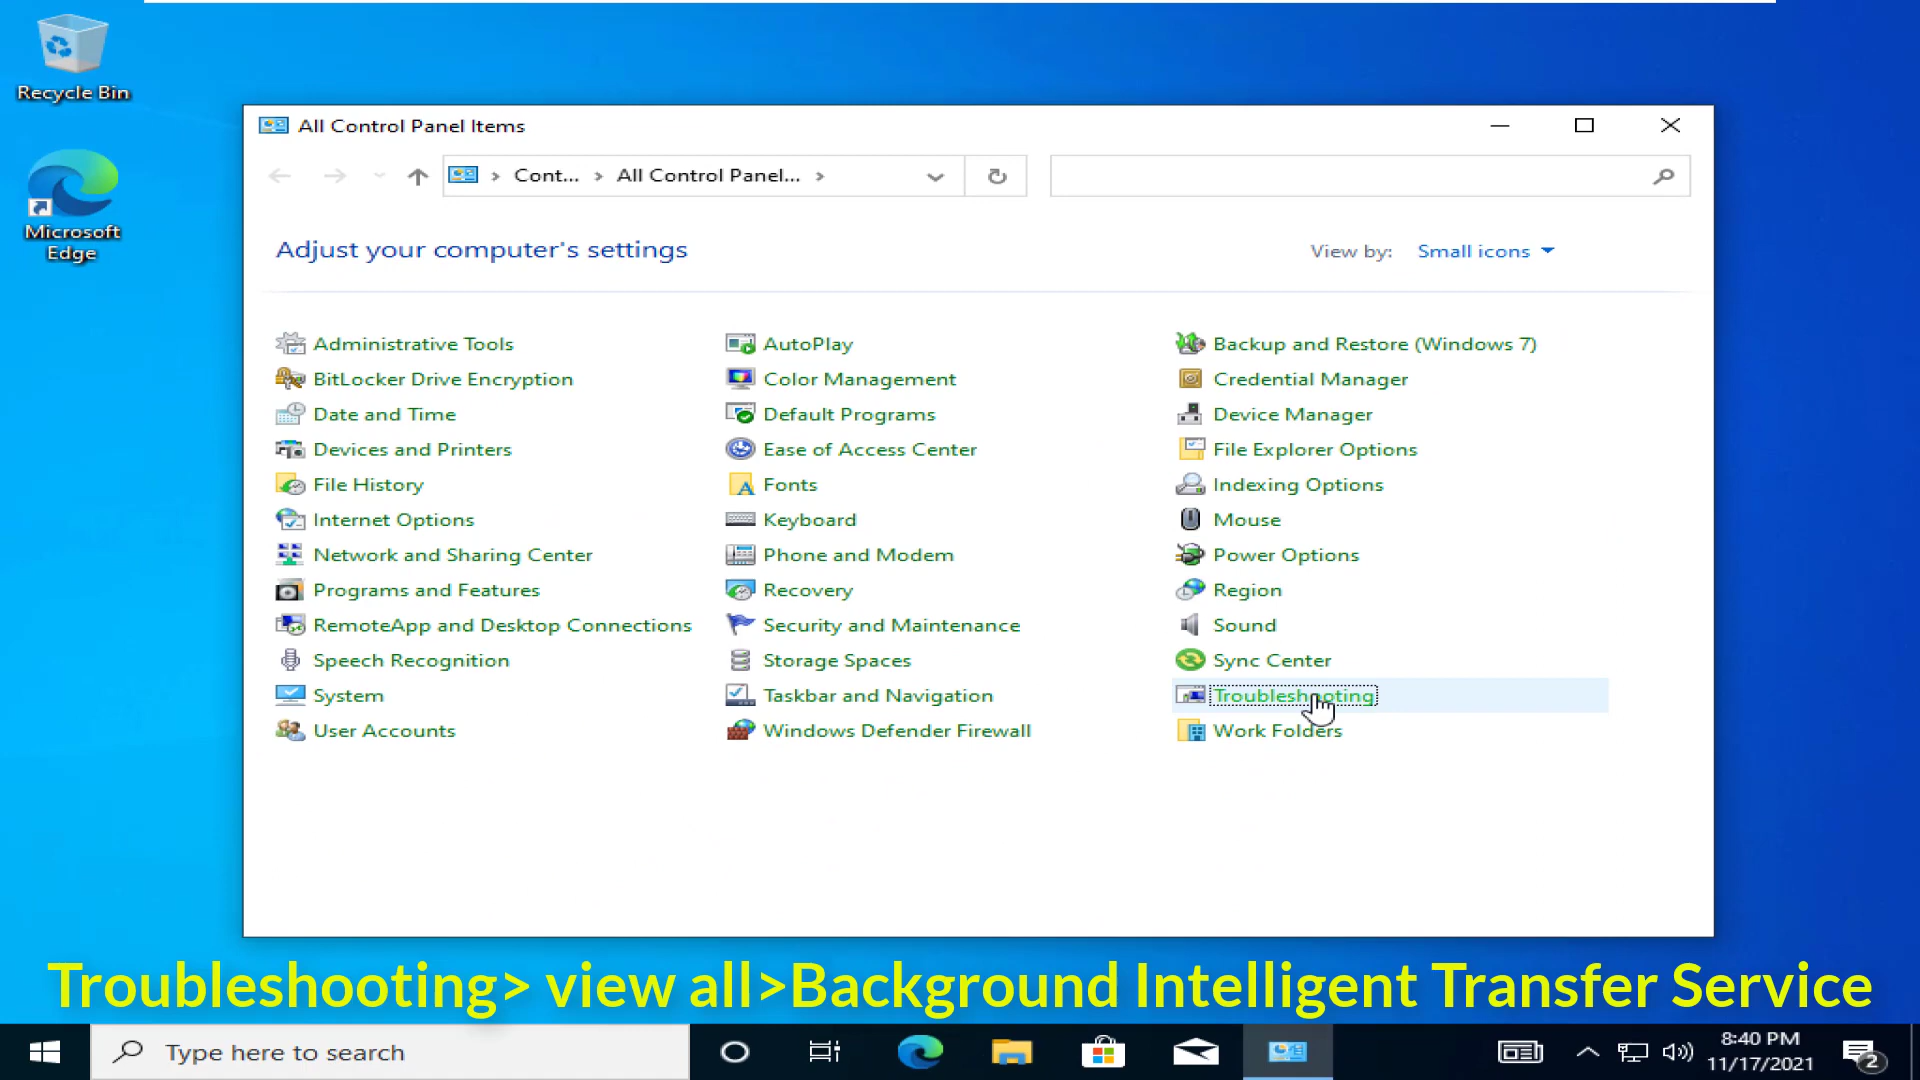 Recycle Bin
Microsoft
Edge
All Control Panel Items
Cont...
All Control Panel...
Adjust your computer's settings
View by:
Small icons
Administrative Tools
AutoPlay
Backup and Restore (Windows 7)
BitLocker Drive Encryption
Color Management
Credential Manager
Date and Time
Default Programs
Device Manager
Devices and Printers
Ease of Access Center
File Explorer Options
File History
Fonts
Indexing Options
Internet Options
Keyboard
Mouse
Network and Sharing Center
Phone and Modem
Power Options
Programs and Features
Recovery
Region
RemoteApp and Desktop Connections
Security and Maintenance
Sound
Speech Recognition
Storage Spaces
Sync Center
System
Taskbar and Navigation
Troubleshooting
User Accounts
Windows Defender Firewall
Work Folders
Troubleshooting> view all>Background Intelligent Transfer Service
Type here to search
8:40 PM
11/17/2021
2